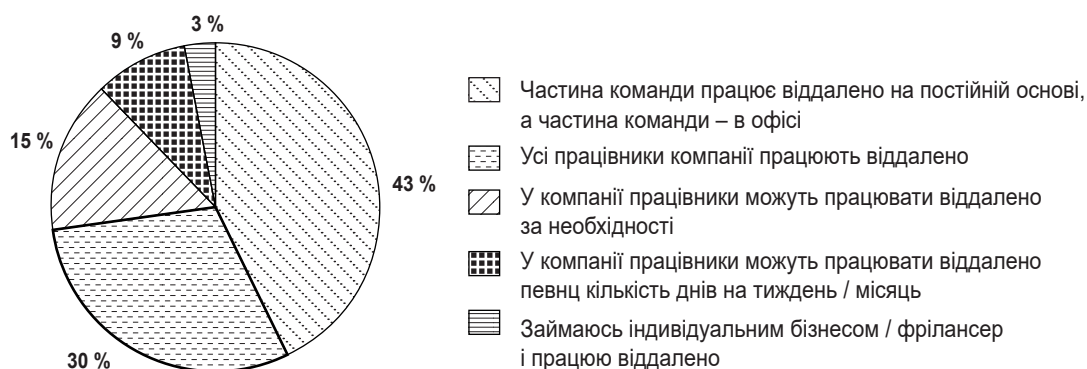 3 %
9 %
15 %
43 %
30 %
Частина команди працює віддалено на постійній основі,
а частина команди – в офісі
Усі працівники компанії працюють віддалено
У компанії працівники можуть працювати віддалено
за необхідності
У компанії працівники можуть працювати віддалено
певнц кількість днів на тиждень / місяць
Займаюсь індивідуальним бізнесом / фрілансер
і працюю віддалено